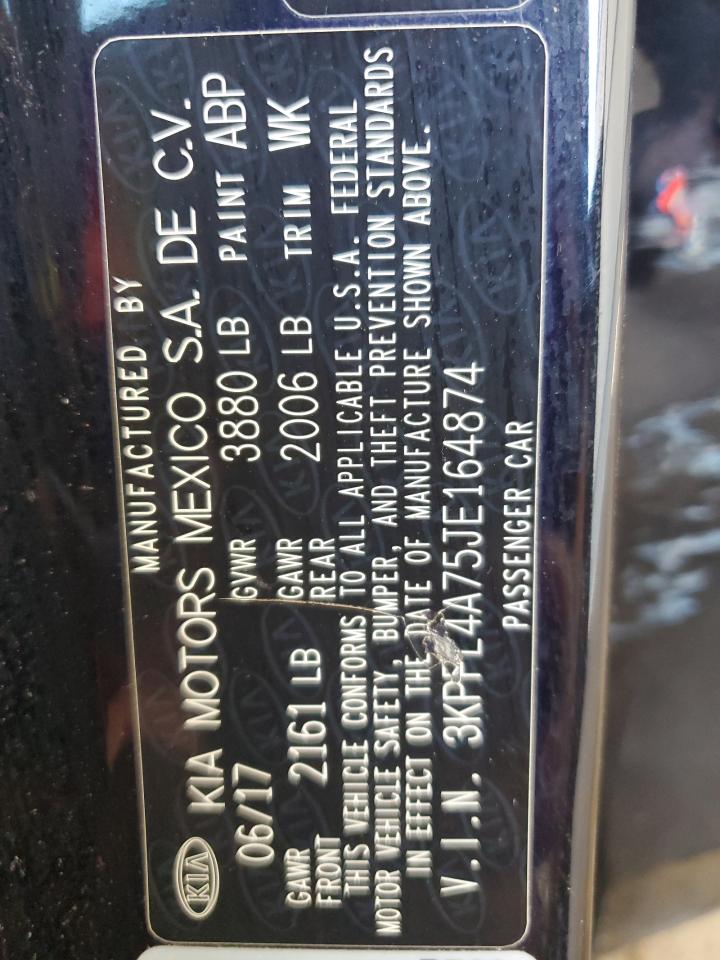 MANUFACTURED BY
KIA KIA MOTORS MEXICO S.A. DE C.V.
06/17 GVWR 3880 LB PAINT ABP
GAWR FRONT 2161 LB GAWR REAR 2006 LB TRIM WK
THIS VEHICLE CONFORMS TO ALL APPLICABLE U.S.A. FEDERAL
MOTOR VEHICLE SAFETY, BUMPER, AND THEFT PREVENTION STANDARDS
IN EFFECT ON THE DATE OF MANUFACTURE SHOWN ABOVE.
V.I.N. 3KPFL4A75JE164874
PASSENGER CAR